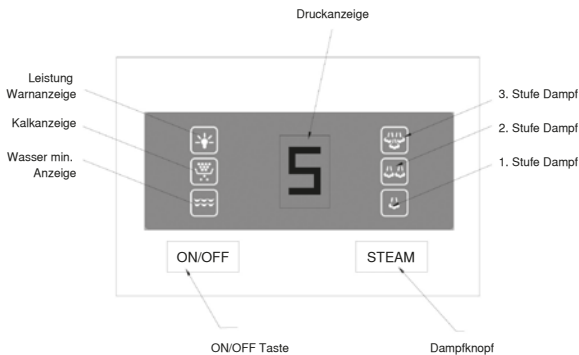 Druckanzeige
Leistung
Warnanzeige
Kalkanzeige
Wasser min.
Anzeige
3. Stufe Dampf
2. Stufe Dampf
1. Stufe Dampf
5
ON/OFF
STEAM
ON/OFF Taste
Dampfknopf